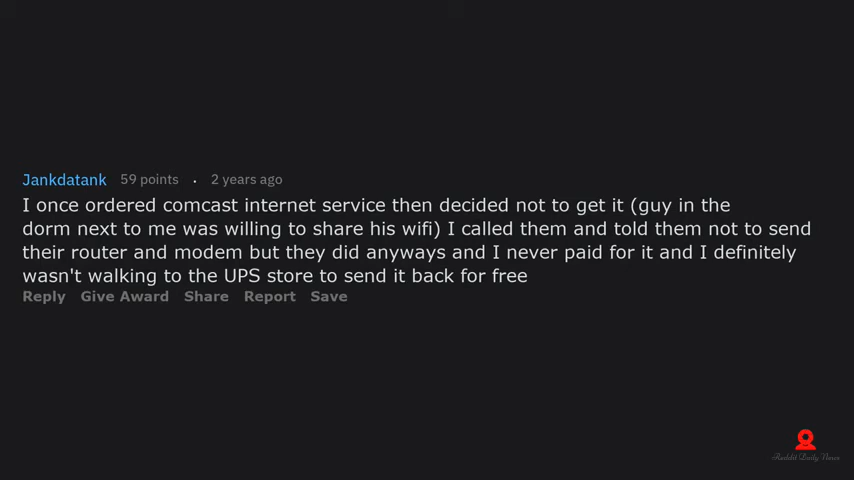 Jankdatank 59 points · 2 years ago
I once ordered comcast internet service then decided not to get it (guy in the
dorm next to me was willing to share his wifi) I called them and told them not to send
their router and modem but they did anyways and I never paid for it and I definitely
wasn't walking to the UPS store to send it back for free
Reply Give Award Share Report Save
Reddit Daily News